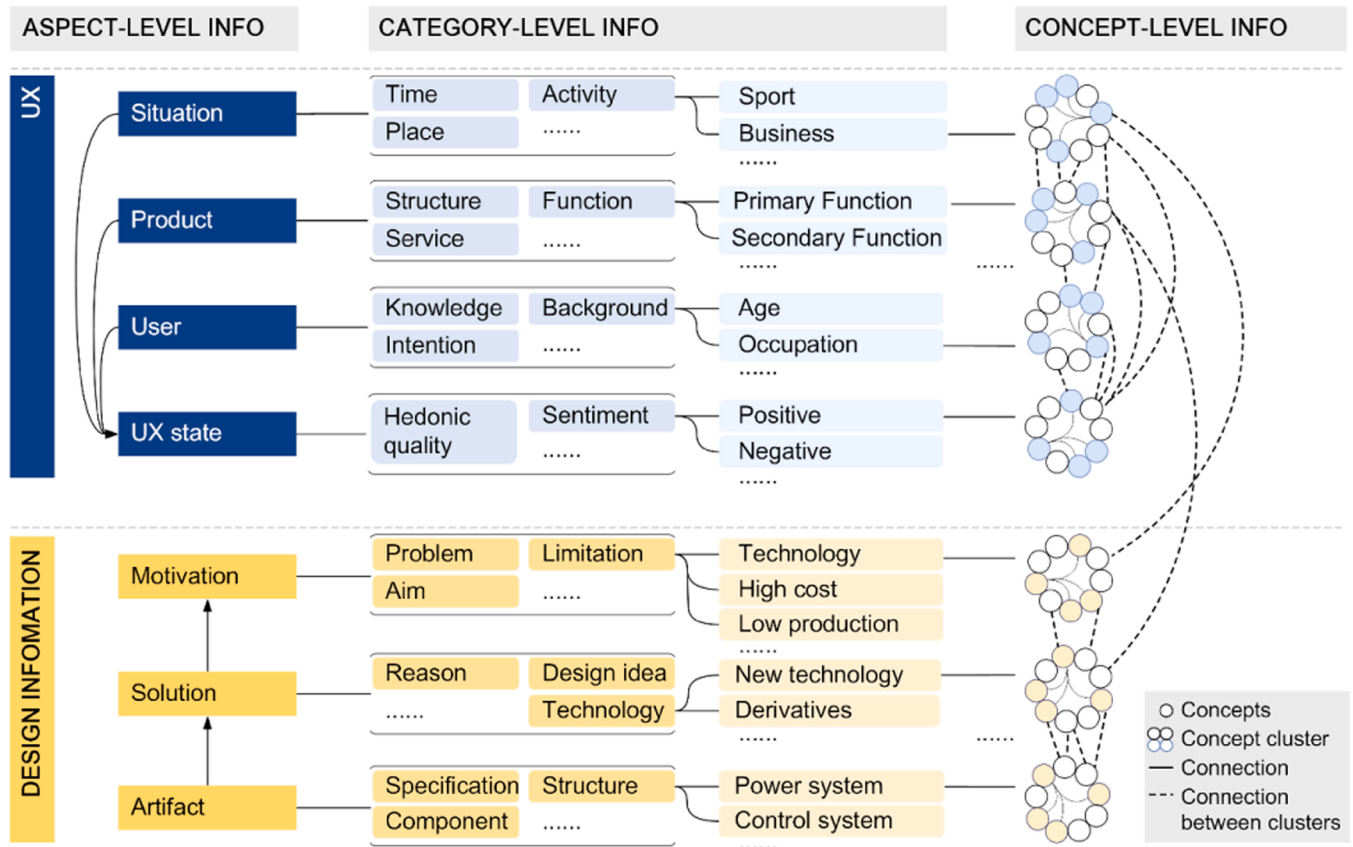 ASPECT-LEVEL INFO
CATEGORY-LEVEL INFO
CONCEPT-LEVEL INFO
UX
Situation
Time
Activity
Place
......
Sport
Business
......
Product
Structure
Function
Service
......
Primary Function
Secondary Function
......
......
User
Knowledge
Background
Intention
......
Age
Occupation
......
UX state
Hedonic
quality
Sentiment
......
Positive
Negative
......
DESIGN INFOMATION
Motivation
Problem
Limitation
Aim
......
Technology
High cost
Low production
......
Solution
Reason
Design idea
......
Technology
New technology
Derivatives
......
......
Artifact
Specification
Structure
Component
......
Power system
Control system
......
Concepts
Concept cluster
Connection
Connection
between clusters